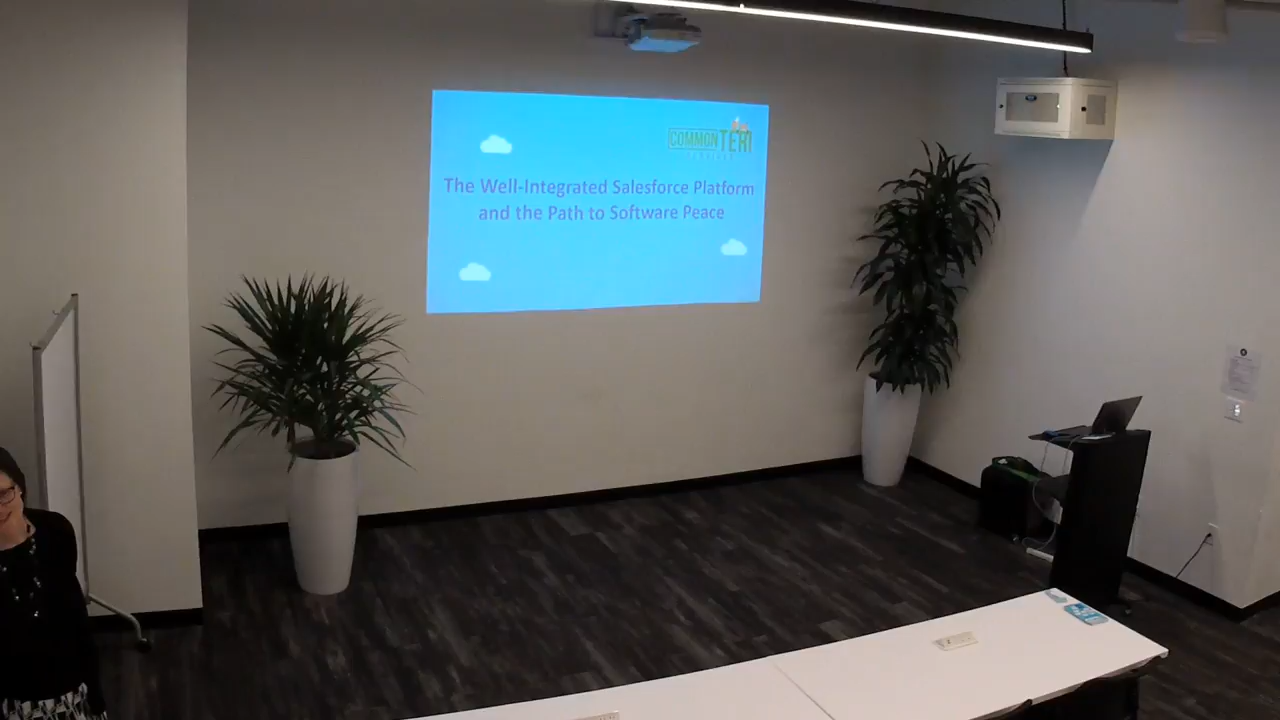 COMMON TERI
The Well-Integrated Salesforce Platform
and the Path to Software Peace